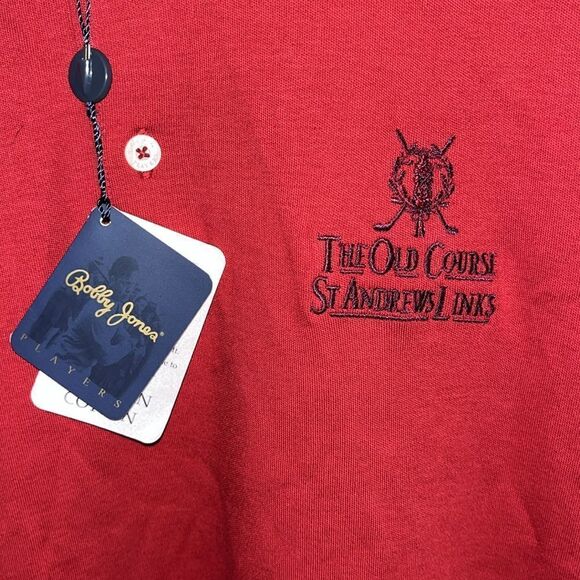 Bobby Jones®
PLAYERS
THE OLD COURSE
ST ANDREWS LINKS